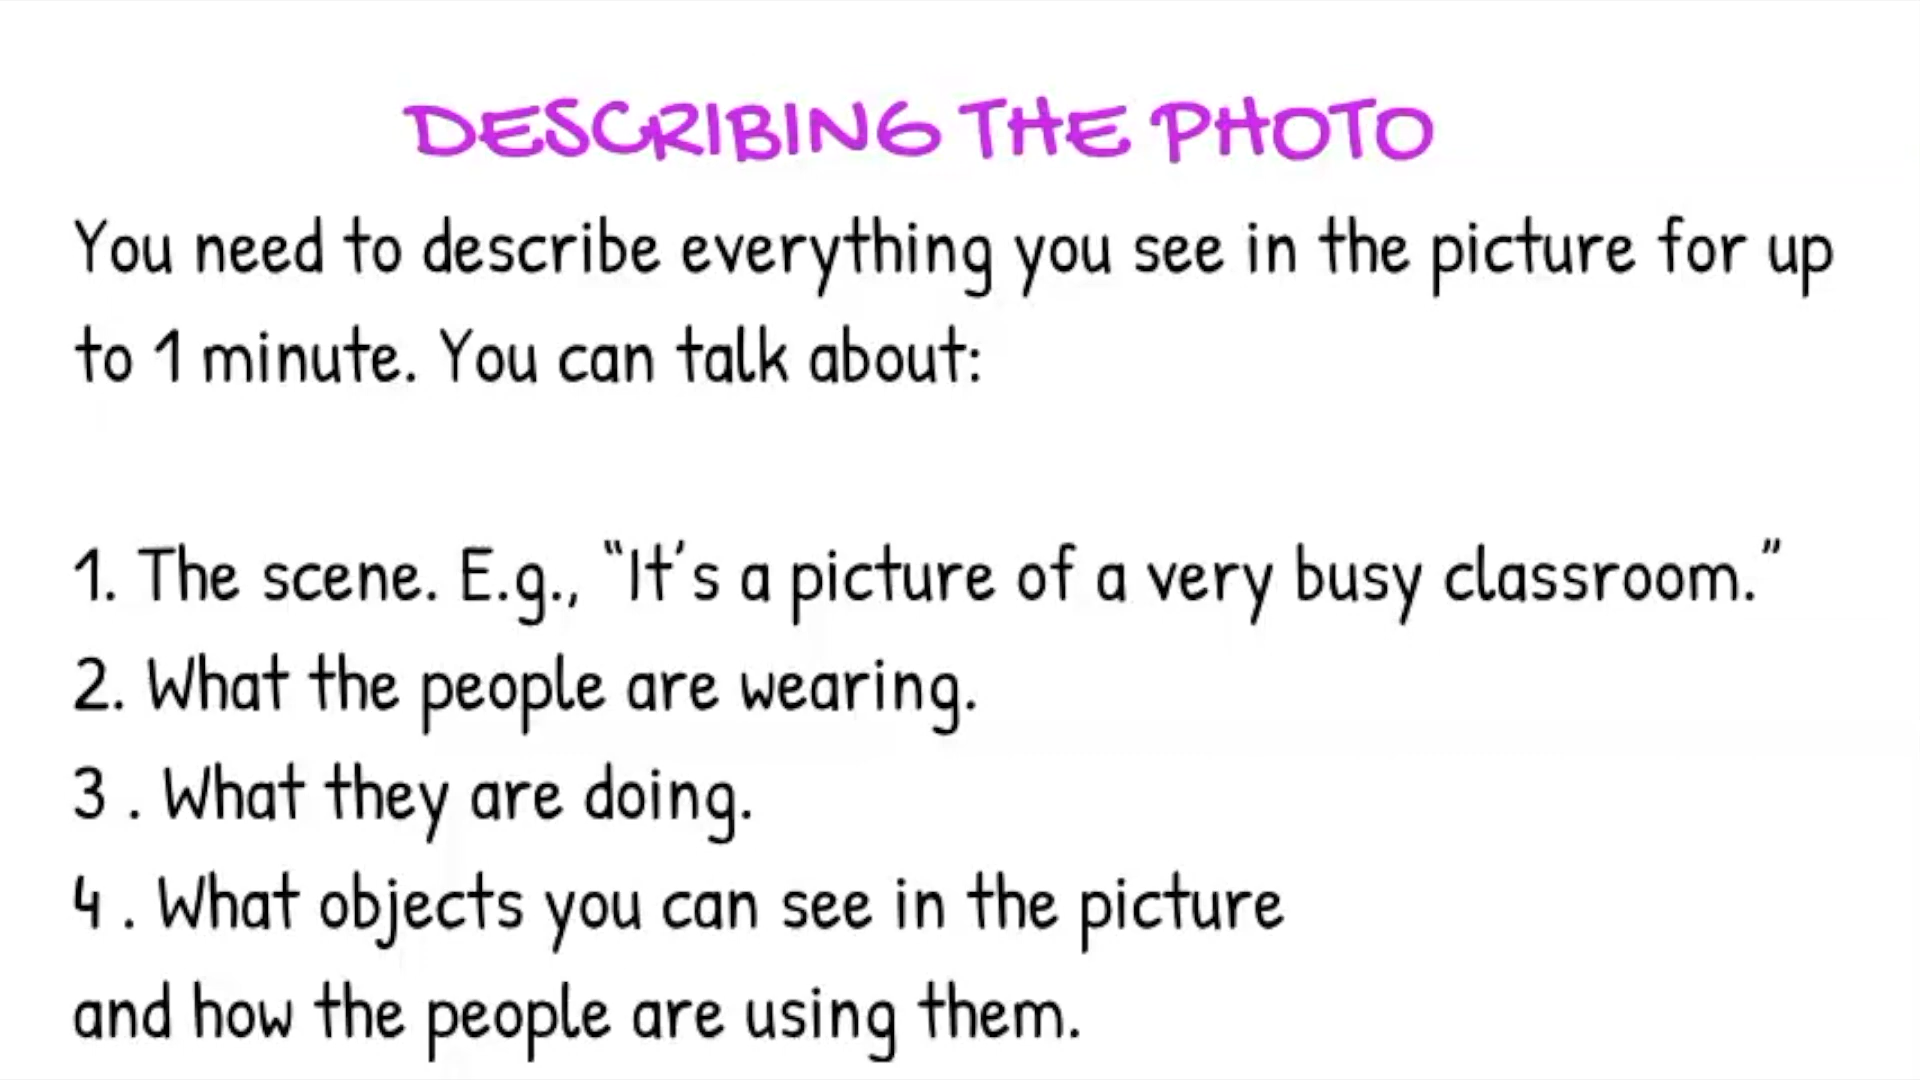 DESCRIBING THE PHOTO
You need to describe everything you see in the picture for up
to 1 minute. You can talk about:
1. The scene. E.g., “It’s a picture of a very busy classroom.”
2. What the people are wearing.
3 . What they are doing.
4 . What objects you can see in the picture
and how the people are using them.